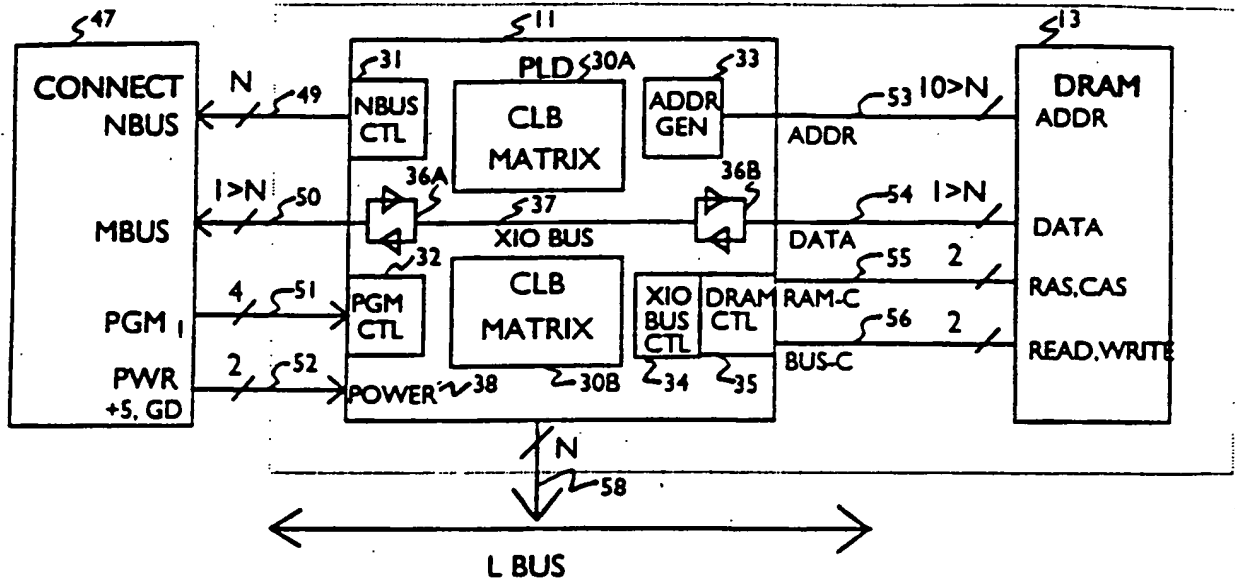 47
CONNECT
NBUS
MBUS
PGM 1
PWR
+5, GD
N
49
1>N
50
4
51
2
52
11
PLD
31
NBUS
CTL
30A
CLB
MATRIX
33
ADDR
GEN
36A
37
XIO BUS
36B
32
PGM
CTL
CLB
MATRIX
30B
XIO
BUS
CTL
34
DRAM
CTL
35
POWER
38
53
10>N
ADDR
54
1>N
DATA
55
2
RAM-C
56
2
BUS-C
13
DRAM
ADDR
DATA
RAS,CAS
READ,WRITE
N
58
L BUS